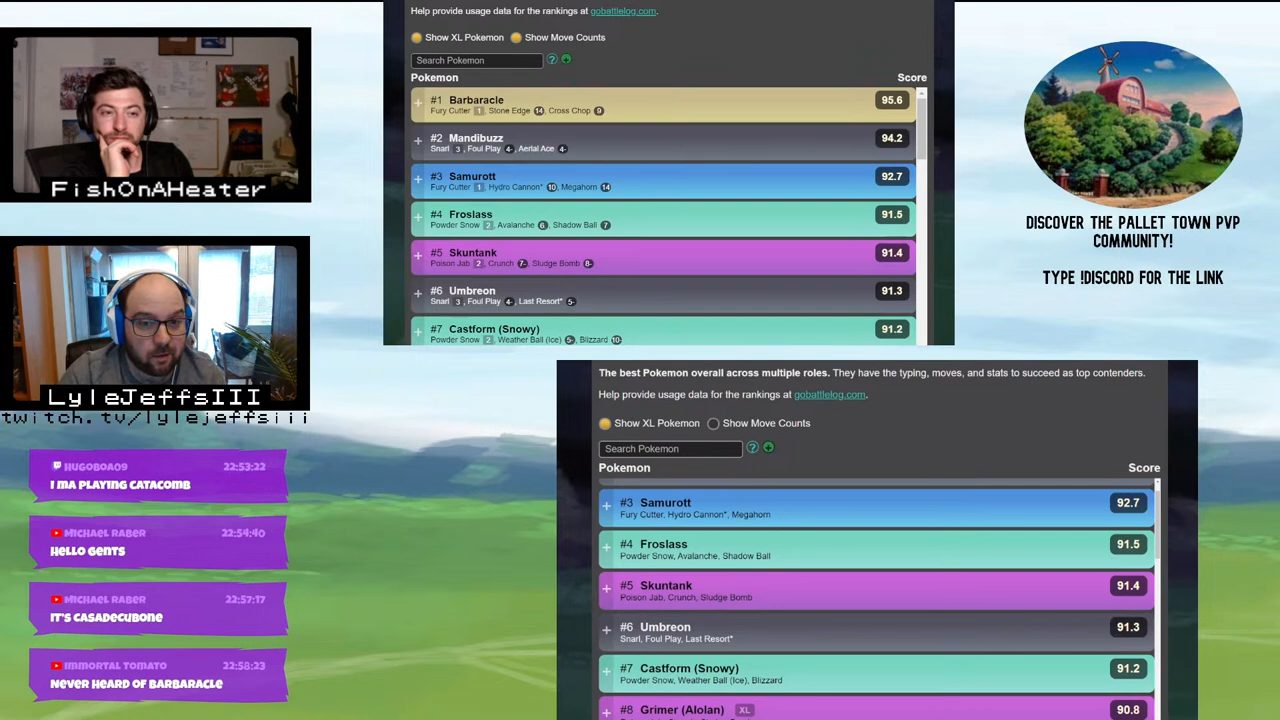 FishOnAHeater
LyleJeffsIII
twitch.tv/lylejeffsiii
HUGOBOA09 22:53:22
I MA PLAYING CATACOMB
MICHAEL RABER 22:54:40
HELLO GENTS
MICHAEL RABER 22:57:17
IT'S CASADECUBONE
IMMORTAL TOMATO 22:58:23
NEVER HEARD OF BARBARACLE
Help provide usage data for the rankings at gobattlelog.com.
Show XL Pokemon Show Move Counts
Search Pokemon ? +
Pokemon Score
#1 Barbaracle 95.6
Fury Cutter 1, Stone Edge 14, Cross Chop 9
#2 Mandibuzz 94.2
Snarl 3, Foul Play 4-, Aerial Ace 4-
#3 Samurott 92.7
Fury Cutter 1, Hydro Cannon* 10, Megahorn 14
#4 Froslass 91.5
Powder Snow 2, Avalanche 6, Shadow Ball 7
#5 Skuntank 91.4
Poison Jab 2, Crunch 7-, Sludge Bomb 8-
#6 Umbreon 91.3
Snarl 3, Foul Play 4-, Last Resort* 5-
#7 Castform (Snowy) 91.2
Powder Snow 2, Weather Ball (Ice) 5-, Blizzard 10-
DISCOVER THE PALLET TOWN PVP
COMMUNITY!
TYPE !DISCORD FOR THE LINK
The best Pokemon overall across multiple roles. They have the typing, moves, and stats to succeed as top contenders.
Help provide usage data for the rankings at gobattlelog.com.
Show XL Pokemon Show Move Counts
Search Pokemon ? +
Pokemon Score
#3 Samurott 92.7
Fury Cutter, Hydro Cannon*, Megahorn
#4 Froslass 91.5
Powder Snow, Avalanche, Shadow Ball
#5 Skuntank 91.4
Poison Jab, Crunch, Sludge Bomb
#6 Umbreon 91.3
Snarl, Foul Play, Last Resort*
#7 Castform (Snowy) 91.2
Powder Snow, Weather Ball (Ice), Blizzard
#8 Grimer (Alolan) XL 90.8